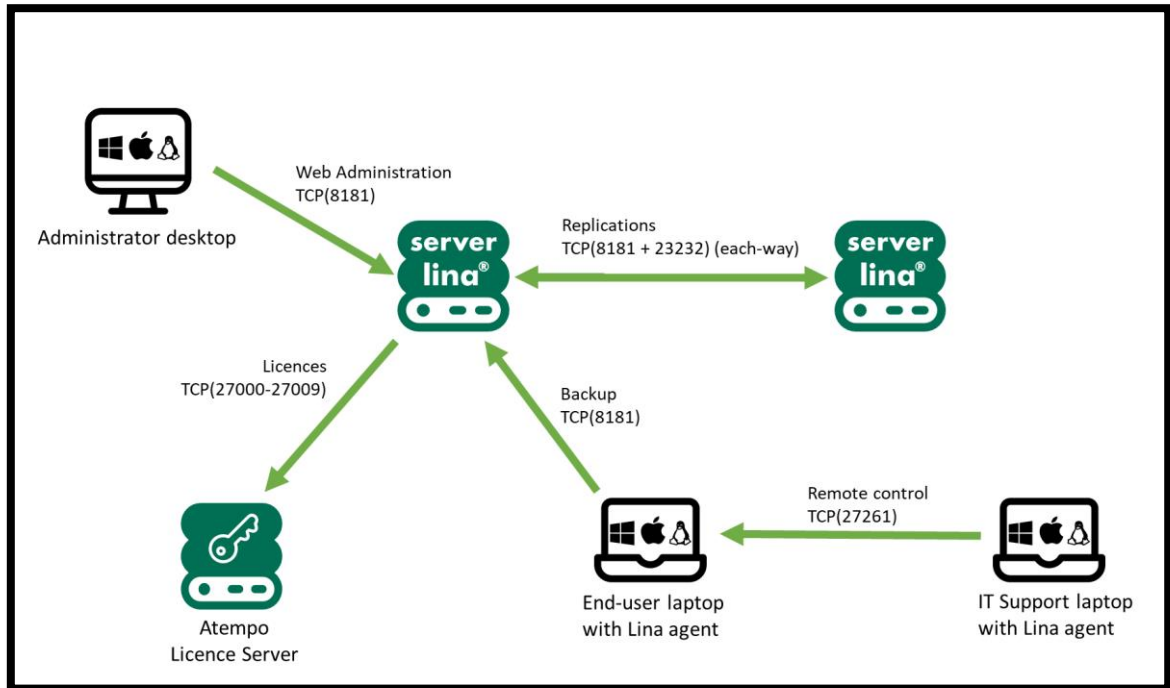 Web Administration
TCP(8181)
Administrator desktop
server
lina®
Replications
TCP(8181 + 23232) (each-way)
server
lina®
Licences
TCP(27000-27009)
Backup
TCP(8181)
Remote control
TCP(27261)
Atempo
Licence Server
End-user laptop
with Lina agent
IT Support laptop
with Lina agent